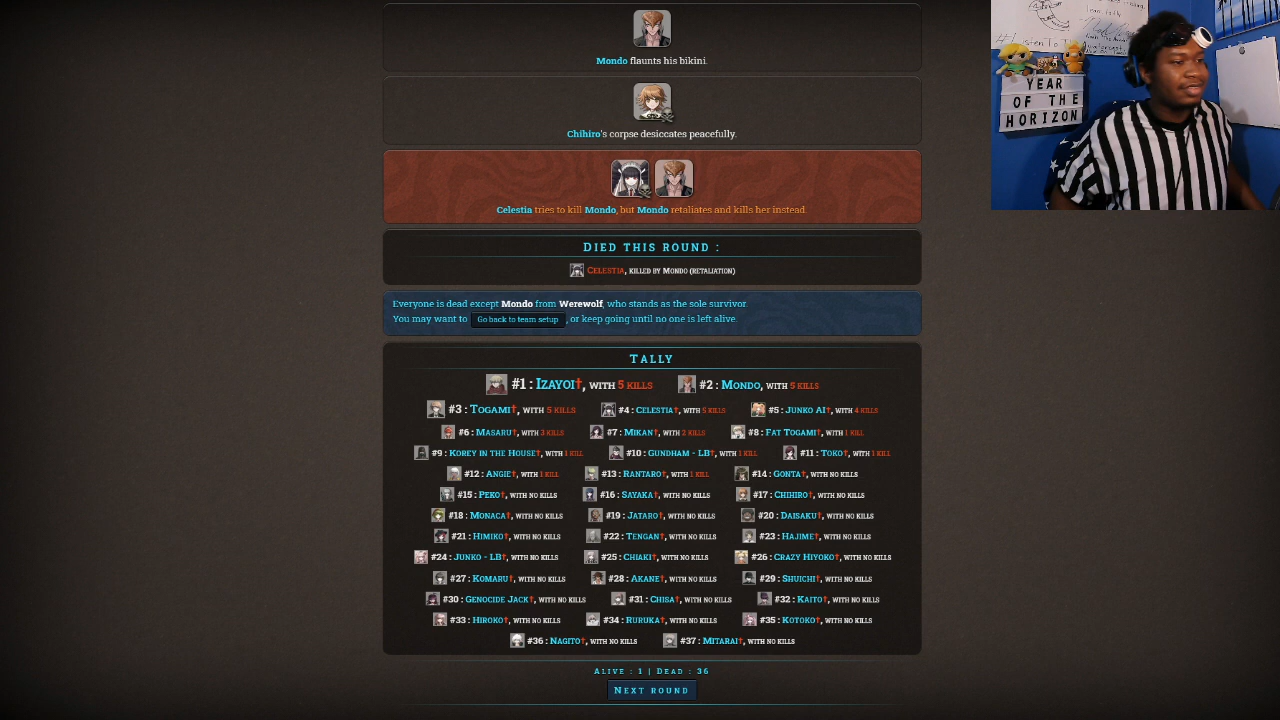 Mondo flaunts his bikini.
Chihiro's corpse desiccates peacefully.
Celestia tries to kill Mondo, but Mondo retaliates and kills her instead.
DIED THIS ROUND :
CELESTIA, KILLED BY MONDO (RETALIATION)
Everyone is dead except Mondo from Werewolf, who stands as the sole survivor.
You may want to Go back to team setup, or keep going until no one is left alive.
TALLY
#1 : IZAYOI†, WITH 5 KILLS #2 : MONDO, WITH 5 KILLS
#3 : TOGAMI†, WITH 5 KILLS #4 : CELESTIA†, WITH 5 KILLS #5 : JUNKO AI†, WITH 4 KILLS
#6 : MASARU†, WITH 3 KILLS #7 : MIKAN†, WITH 2 KILLS #8 : FAT TOGAMI†, WITH 1 KILL
#9 : KOREY IN THE HOUSE†, WITH 1 KILL #10 : GUNDHAM - LB†, WITH 1 KILL #11 : TOKO†, WITH 1 KILL
#12 : ANGIE†, WITH 1 KILL #13 : RANTARO†, WITH 1 KILL #14 : GONTA†, WITH NO KILLS
#15 : PEKO†, WITH NO KILLS #16 : SAYAKA†, WITH NO KILLS #17 : CHIHIRO†, WITH NO KILLS
#18 : MONACA†, WITH NO KILLS #19 : JATARO†, WITH NO KILLS #20 : DAISAKU†, WITH NO KILLS
#21 : HIMIKO†, WITH NO KILLS #22 : TENGAN†, WITH NO KILLS #23 : HAJIME†, WITH NO KILLS
#24 : JUNKO - LB†, WITH NO KILLS #25 : CHIAKI†, WITH NO KILLS #26 : CRAZY HIYOKO†, WITH NO KILLS
#27 : KOMARU†, WITH NO KILLS #28 : AKANE†, WITH NO KILLS #29 : SHUICHI†, WITH NO KILLS
#30 : GENOCIDE JACK†, WITH NO KILLS #31 : CHISA†, WITH NO KILLS #32 : KAITO†, WITH NO KILLS
#33 : HIROKO†, WITH NO KILLS #34 : RURUKA†, WITH NO KILLS #35 : KOTOKO†, WITH NO KILLS
#36 : NAGITO†, WITH NO KILLS #37 : MITARAI†, WITH NO KILLS
ALIVE : 1 | DEAD : 36
NEXT ROUND
YEAR
OF THE
HORIZON